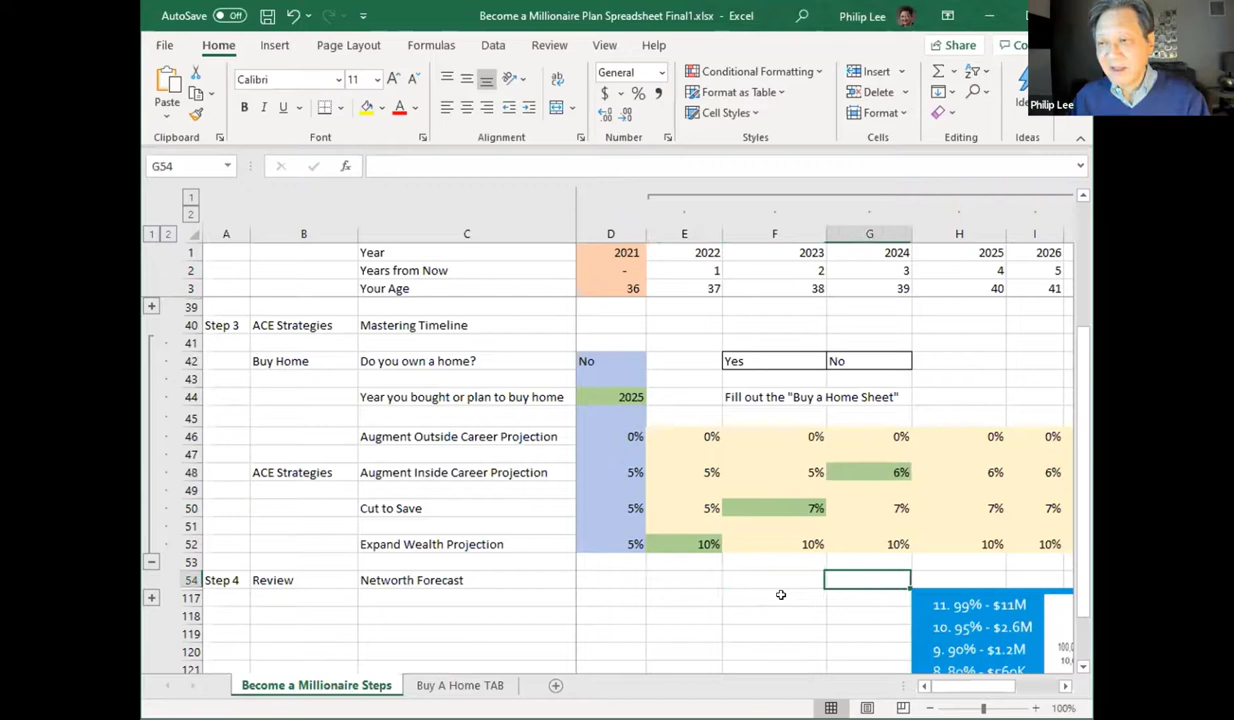 AutoSave Off Become a Millionaire Plan Spreadsheet Final1.xlsx - Excel Philip Lee
File Home Insert Page Layout Formulas Data Review View Help Share Co
Paste Calibri 11 General Conditional Formatting Insert
B I U $ % Format as Table Delete
Cell Styles Format
Clipboard Font Alignment Number Styles Cells Editing Ideas
Philip Lee
G54 fx
1
2
1 2 A B C D E F G H I
1 Year 2021 2022 2023 2024 2025 2026
2 Years from Now - 1 2 3 4 5
3 Your Age 36 37 38 39 40 41
39
40 Step 3 ACE Strategies Mastering Timeline
41
42 Buy Home Do you own a home? No Yes No
43
44 Year you bought or plan to buy home 2025 Fill out the "Buy a Home Sheet"
45
46 Augment Outside Career Projection 0% 0% 0% 0% 0% 0%
47
48 ACE Strategies Augment Inside Career Projection 5% 5% 5% 6% 6% 6%
49
50 Cut to Save 5% 5% 7% 7% 7% 7%
51
52 Expand Wealth Projection 5% 10% 10% 10% 10% 10%
53
54 Step 4 Review Networth Forecast
117 11. 99% - $11M
118 10. 95% - $2.6M
119
120 9. 90% - $1.2M
121 8. 80% - $560K
Become a Millionaire Steps Buy A Home TAB
100%